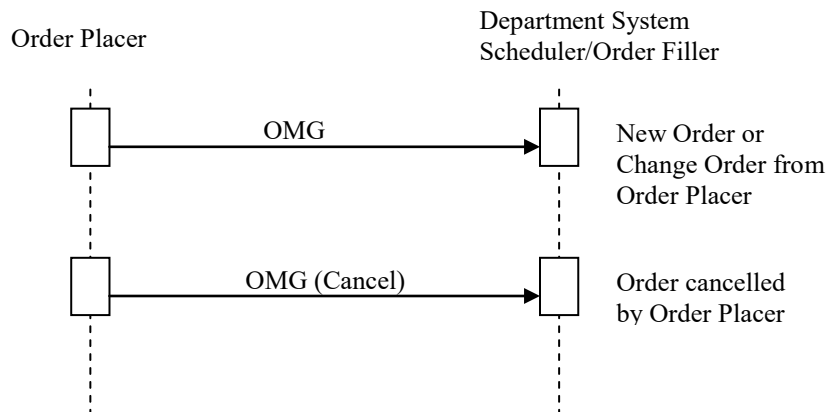 Order Placer
Department System
Scheduler/Order Filler
OMG
New Order or
Change Order from
Order Placer
OMG (Cancel)
Order cancelled
by Order Placer